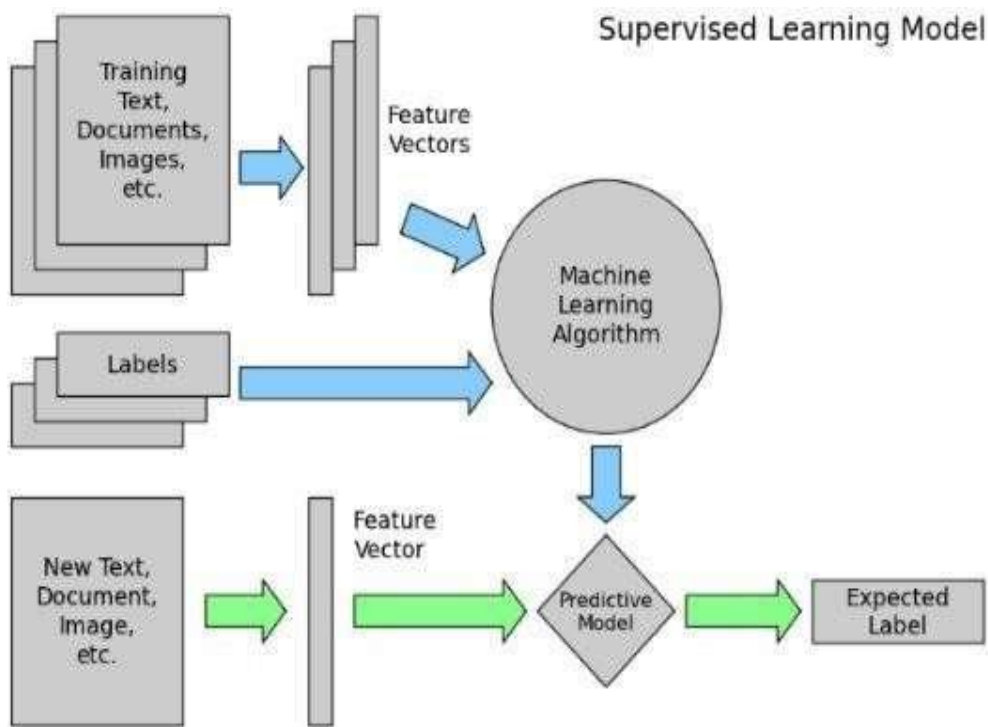 Supervised Learning Model
Training
Text,
Documents,
Images,
etc.
Feature
Vectors
Machine
Learning
Algorithm
Labels
New Text,
Document,
Image,
etc.
Feature
Vector
Predictive
Model
Expected
Label